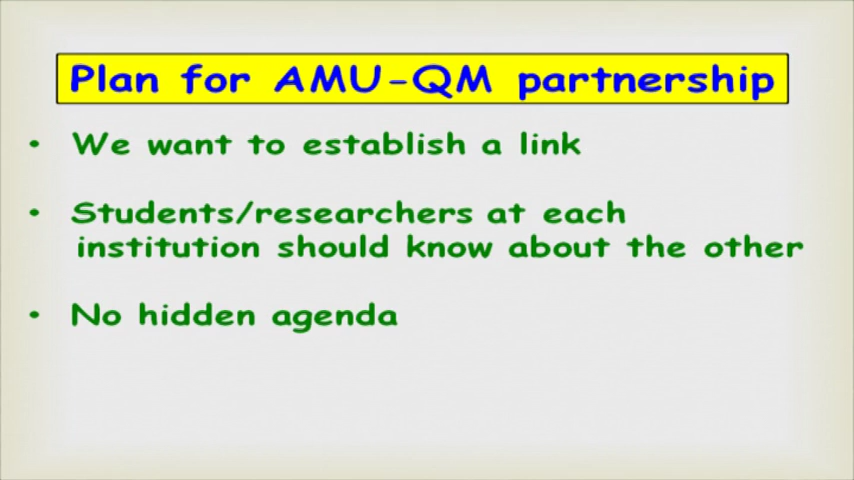 Plan for AMU-QM partnership
• We want to establish a link
• Students/researchers at each
institution should know about the other
• No hidden agenda